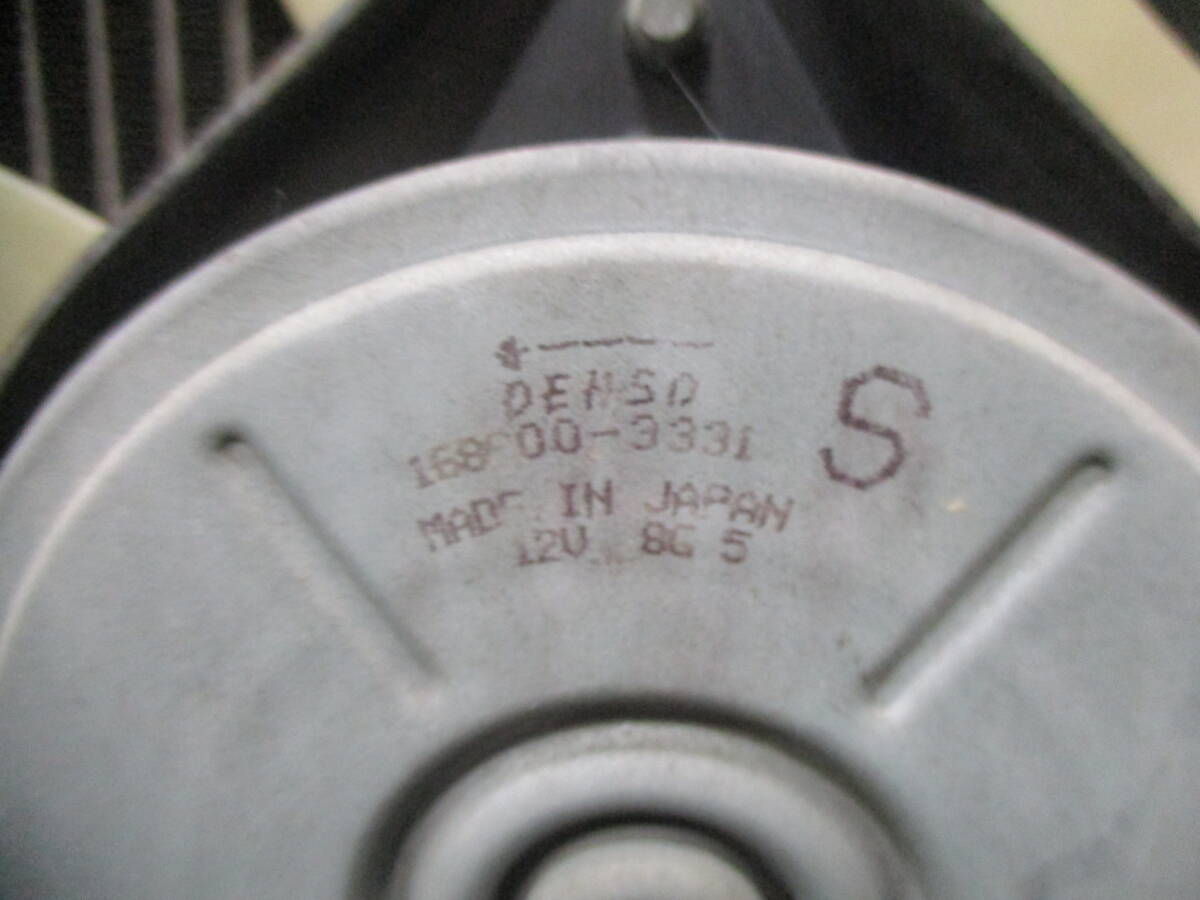 DENSO
168000-3331
S
MADE IN JAPAN
12V 8G 5